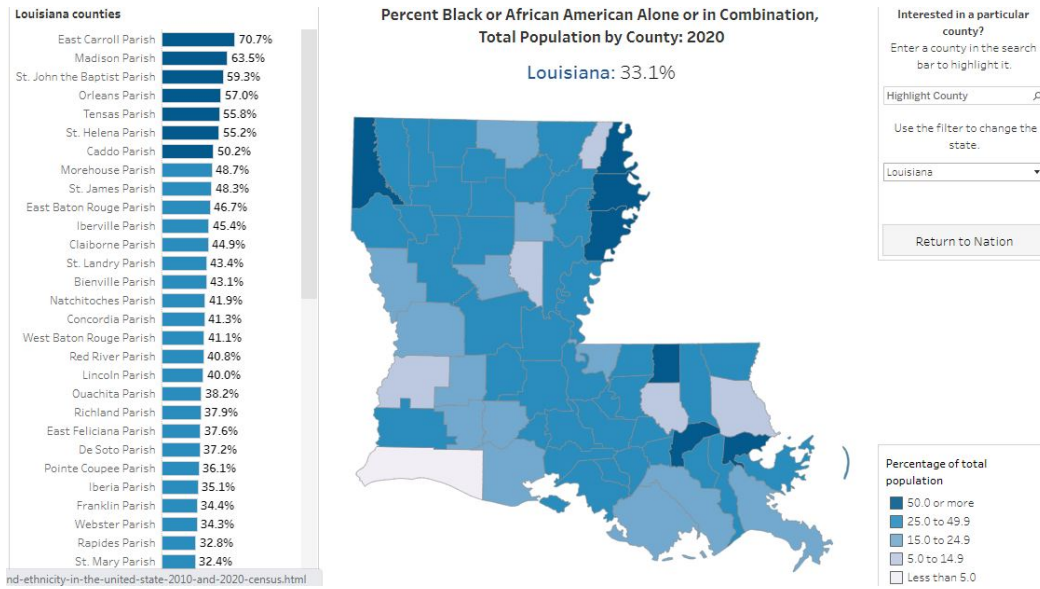 Louisiana counties
East Carroll Parish 70.7%
Madison Parish 63.5%
St. John the Baptist Parish 59.3%
Orleans Parish 57.0%
Tensas Parish 55.8%
St. Helena Parish 55.2%
Caddo Parish 50.2%
Morehouse Parish 48.7%
St. James Parish 48.3%
East Baton Rouge Parish 46.7%
Iberville Parish 45.4%
Claiborne Parish 44.9%
St. Landry Parish 43.4%
Bienville Parish 43.1%
Natchitoches Parish 41.9%
Concordia Parish 41.3%
West Baton Rouge Parish 41.1%
Red River Parish 40.8%
Lincoln Parish 40.0%
Ouachita Parish 38.2%
Richland Parish 37.9%
East Feliciana Parish 37.6%
De Soto Parish 37.2%
Pointe Coupee Parish 36.1%
Iberia Parish 35.1%
Franklin Parish 34.4%
Webster Parish 34.3%
Rapides Parish 32.8%
St. Mary Parish 32.4%
nd-ethnicity-in-the-united-state-2010-and-2020-census.html
Percent Black or African American Alone or in Combination,
Total Population by County: 2020
Louisiana: 33.1%
Interested in a particular
county?
Enter a county in the search
bar to highlight it.
Highlight County
Use the filter to change the
state.
Louisiana
Return to Nation
Percentage of total
population
50.0 or more
25.0 to 49.9
15.0 to 24.9
5.0 to 14.9
Less than 5.0